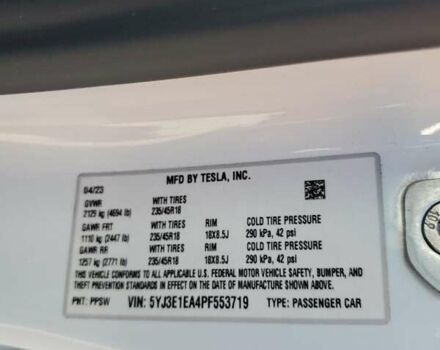 MFD BY TESLA, INC.
04/23
GVWR WITH TIRES
2129 kg (4694 lb) 235/45R18
GAWR FRT WITH TIRES RIM COLD TIRE PRESSURE
1110 kg (2447 lb) 235/45R18 18X8.5J 290 kPa, 42 psi
GAWR RR WITH TIRES RIM COLD TIRE PRESSURE
1257 kg (2771 lb) 235/45R18 18X8.5J 290 kPa, 42 psi
THIS VEHICLE CONFORMS TO ALL APPLICABLE U.S. FEDERAL MOTOR VEHICLE SAFETY, BUMPER, AND
THEFT PREVENTION STANDARDS IN EFFECT ON THE DATE OF MANUFACTURE SHOWN ABOVE.
PNT: PPSW VIN: 5YJ3E1EA4PF553719 TYPE: PASSENGER CAR